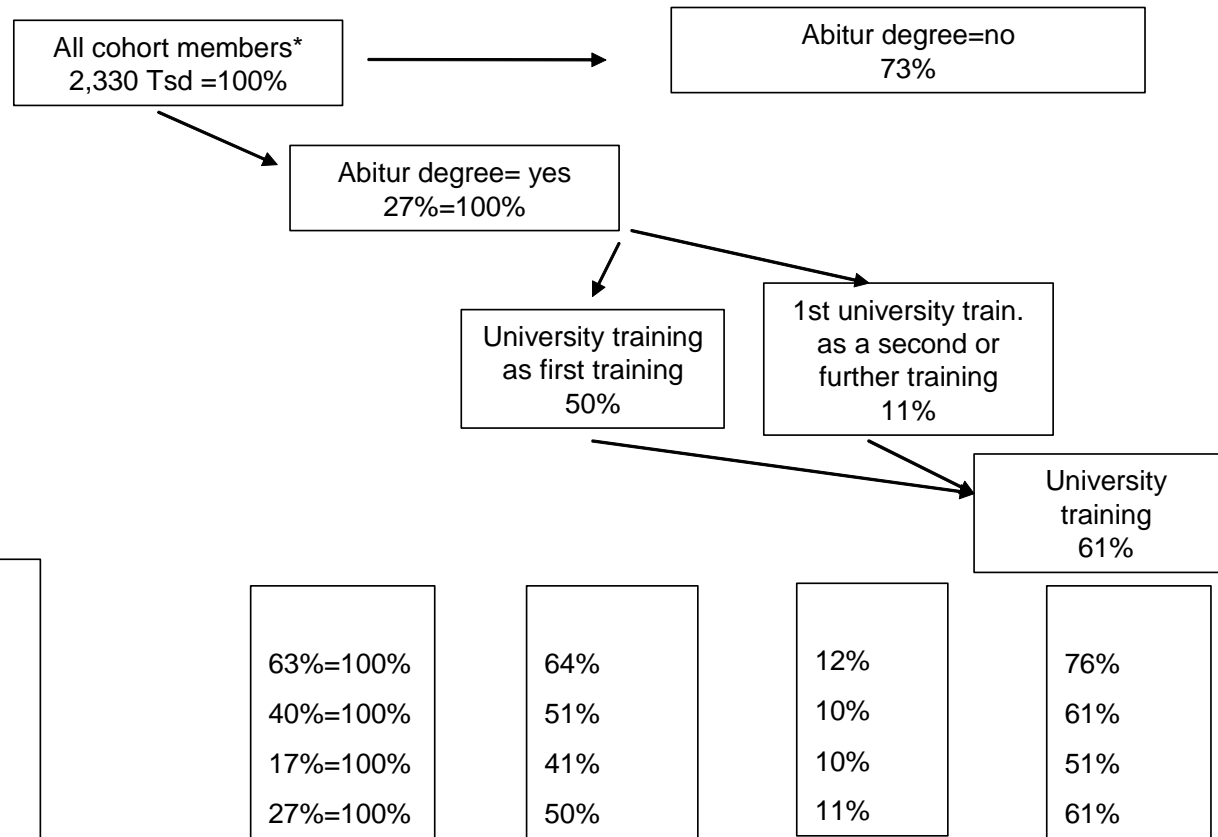 All cohort members*
2,330 Tsd =100%
Abitur degree=no
73%
Abitur degree= yes
27%=100%
University training
as first training
50%
1st university train.
as a second or
further training
11%
University
training
61%
63%=100% 64% 12% 76%
40%=100% 51% 10% 61%
17%=100% 41% 10% 51%
27%=100% 50% 11% 61%